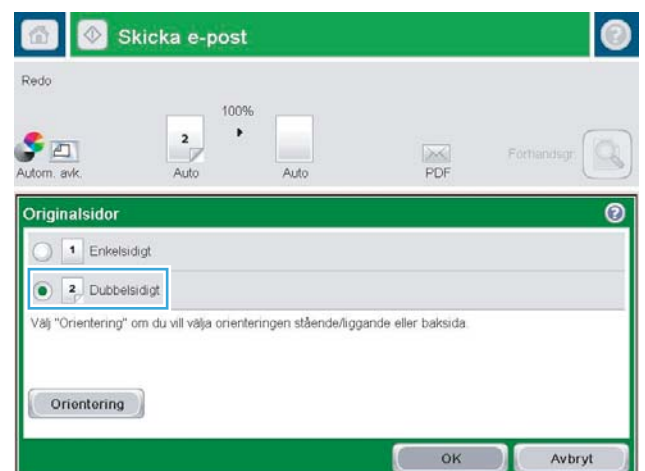 Skicka e-post
Redo
100%
2
Autom. avk.
Auto
Auto
PDF
Förhandsgr.
Originalsidor
1 Enkelsidigt
2 Dubbelsidigt
Välj "Orientering" om du vill välja orienteringen stående/liggande eller baksida.
Orientering
OK
Avbryt